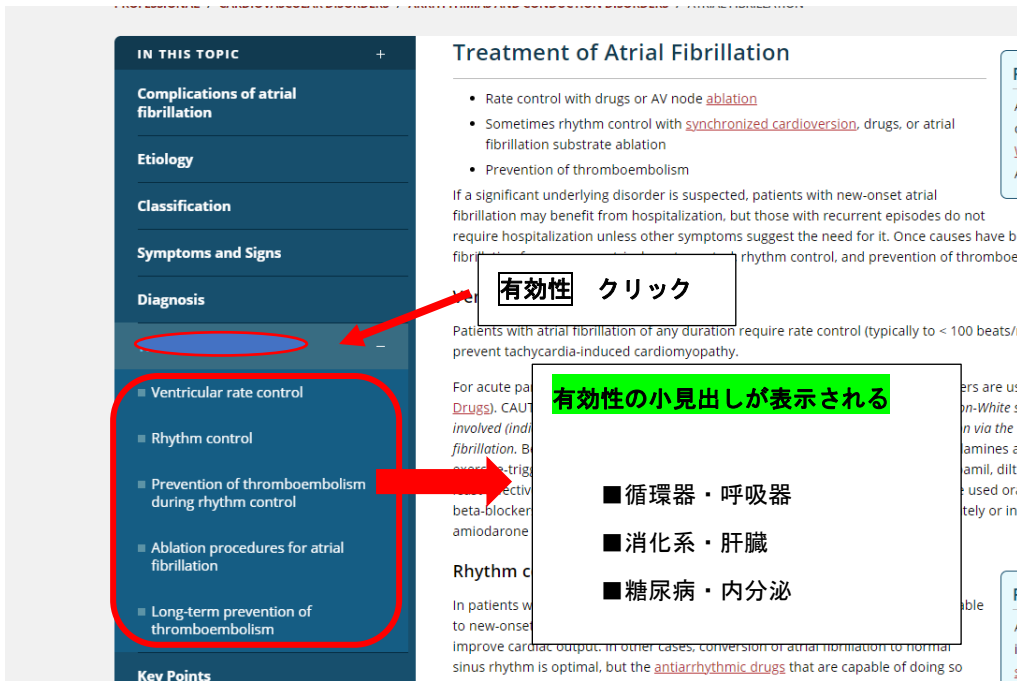 IN THIS TOPIC +
Complications of atrial
fibrillation
Etiology
Classification
Symptoms and Signs
Diagnosis
Ventricular rate control
Rhythm control
Prevention of thromboembolism
during rhythm control
Ablation procedures for atrial
fibrillation
Long-term prevention of
thromboembolism
Key Points
Treatment of Atrial Fibrillation
Rate control with drugs or AV node ablation
Sometimes rhythm control with synchronized cardioversion, drugs, or atrial
fibrillation substrate ablation
Prevention of thromboembolism
If a significant underlying disorder is suspected, patients with new-onset atrial
fibrillation may benefit from hospitalization, but those with recurrent episodes do not
require hospitalization unless other symptoms suggest the need for it. Once causes have
rhythm control, and prevention of
有効性 クリック
Patients with atrial fibrillation of any duration require rate control (typically to < 100 beats/
prevent tachycardia-induced cardiomyopathy.
For acute
Drugs). involved
fibrillation.
beta-blocker
amiodarone
有効性の小見出しが表示される
■循環器・呼吸器
■消化系・肝臓
■糖尿病・内分泌
Rhythm
In patients
to new-onset
improve cardiac output. In other cases, conversion of atrial fibrillation to normal
sinus rhythm is optimal, but the antiarrhythmic drugs that are capable of doing so